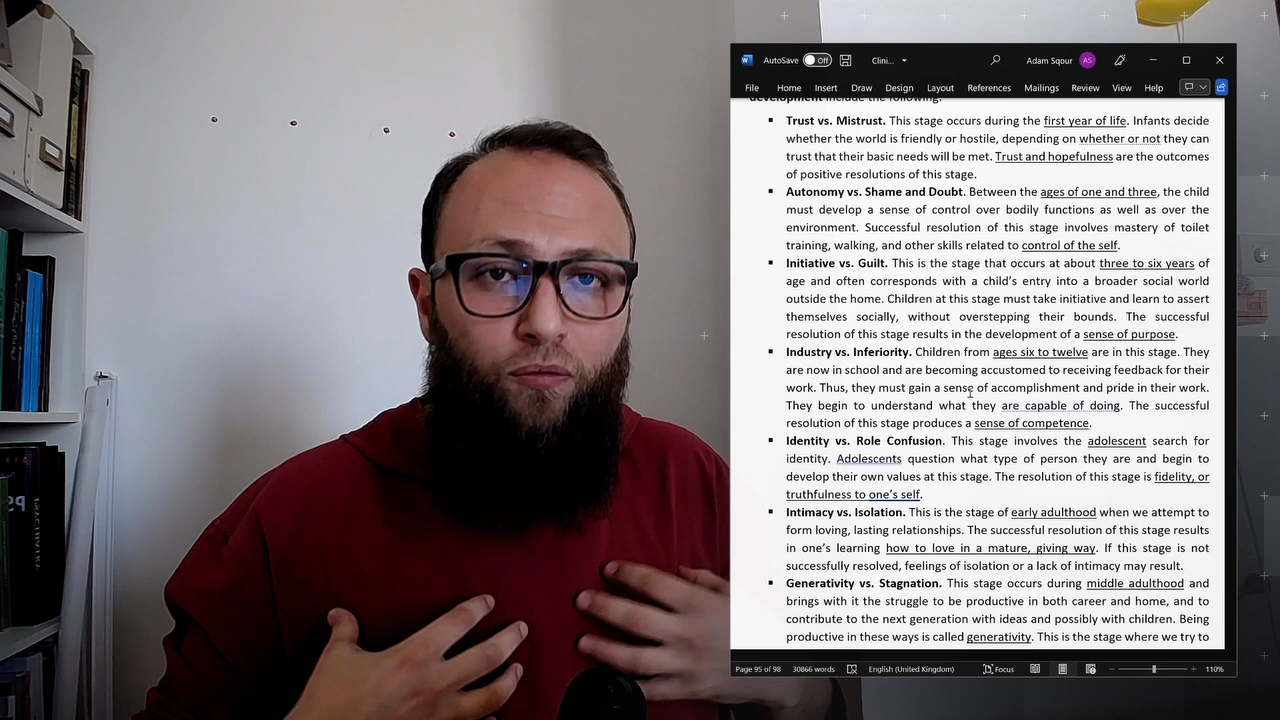 AutoSave Off Clini... Adam Sqour AS
File Home Insert Draw Design Layout References Mailings Review View Help
development include the following:
▪ Trust vs. Mistrust. This stage occurs during the first year of life. Infants decide
whether the world is friendly or hostile, depending on whether or not they can
trust that their basic needs will be met. Trust and hopefulness are the outcomes
of positive resolutions of this stage.
▪ Autonomy vs. Shame and Doubt. Between the ages of one and three, the child
must develop a sense of control over bodily functions as well as over the
environment. Successful resolution of this stage involves mastery of toilet
training, walking, and other skills related to control of the self.
▪ Initiative vs. Guilt. This is the stage that occurs at about three to six years of
age and often corresponds with a child's entry into a broader social world
outside the home. Children at this stage must take initiative and learn to assert
themselves socially, without overstepping their bounds. The successful
resolution of this stage results in the development of a sense of purpose.
▪ Industry vs. Inferiority. Children from ages six to twelve are in this stage. They
are now in school and are becoming accustomed to receiving feedback for their
work. Thus, they must gain a sense of accomplishment and pride in their work.
They begin to understand what they are capable of doing. The successful
resolution of this stage produces a sense of competence.
▪ Identity vs. Role Confusion. This stage involves the adolescent search for
identity. Adolescents question what type of person they are and begin to
develop their own values at this stage. The resolution of this stage is fidelity, or
truthfulness to one's self.
▪ Intimacy vs. Isolation. This is the stage of early adulthood when we attempt to
form loving, lasting relationships. The successful resolution of this stage results
in one's learning how to love in a mature, giving way. If this stage is not
successfully resolved, feelings of isolation or a lack of intimacy may result.
▪ Generativity vs. Stagnation. This stage occurs during middle adulthood and
brings with it the struggle to be productive in both career and home, and to
contribute to the next generation with ideas and possibly with children. Being
productive in these ways is called generativity. This is the stage where we try to
Page 95 of 98 30866 words English (United Kingdom) Focus 110%